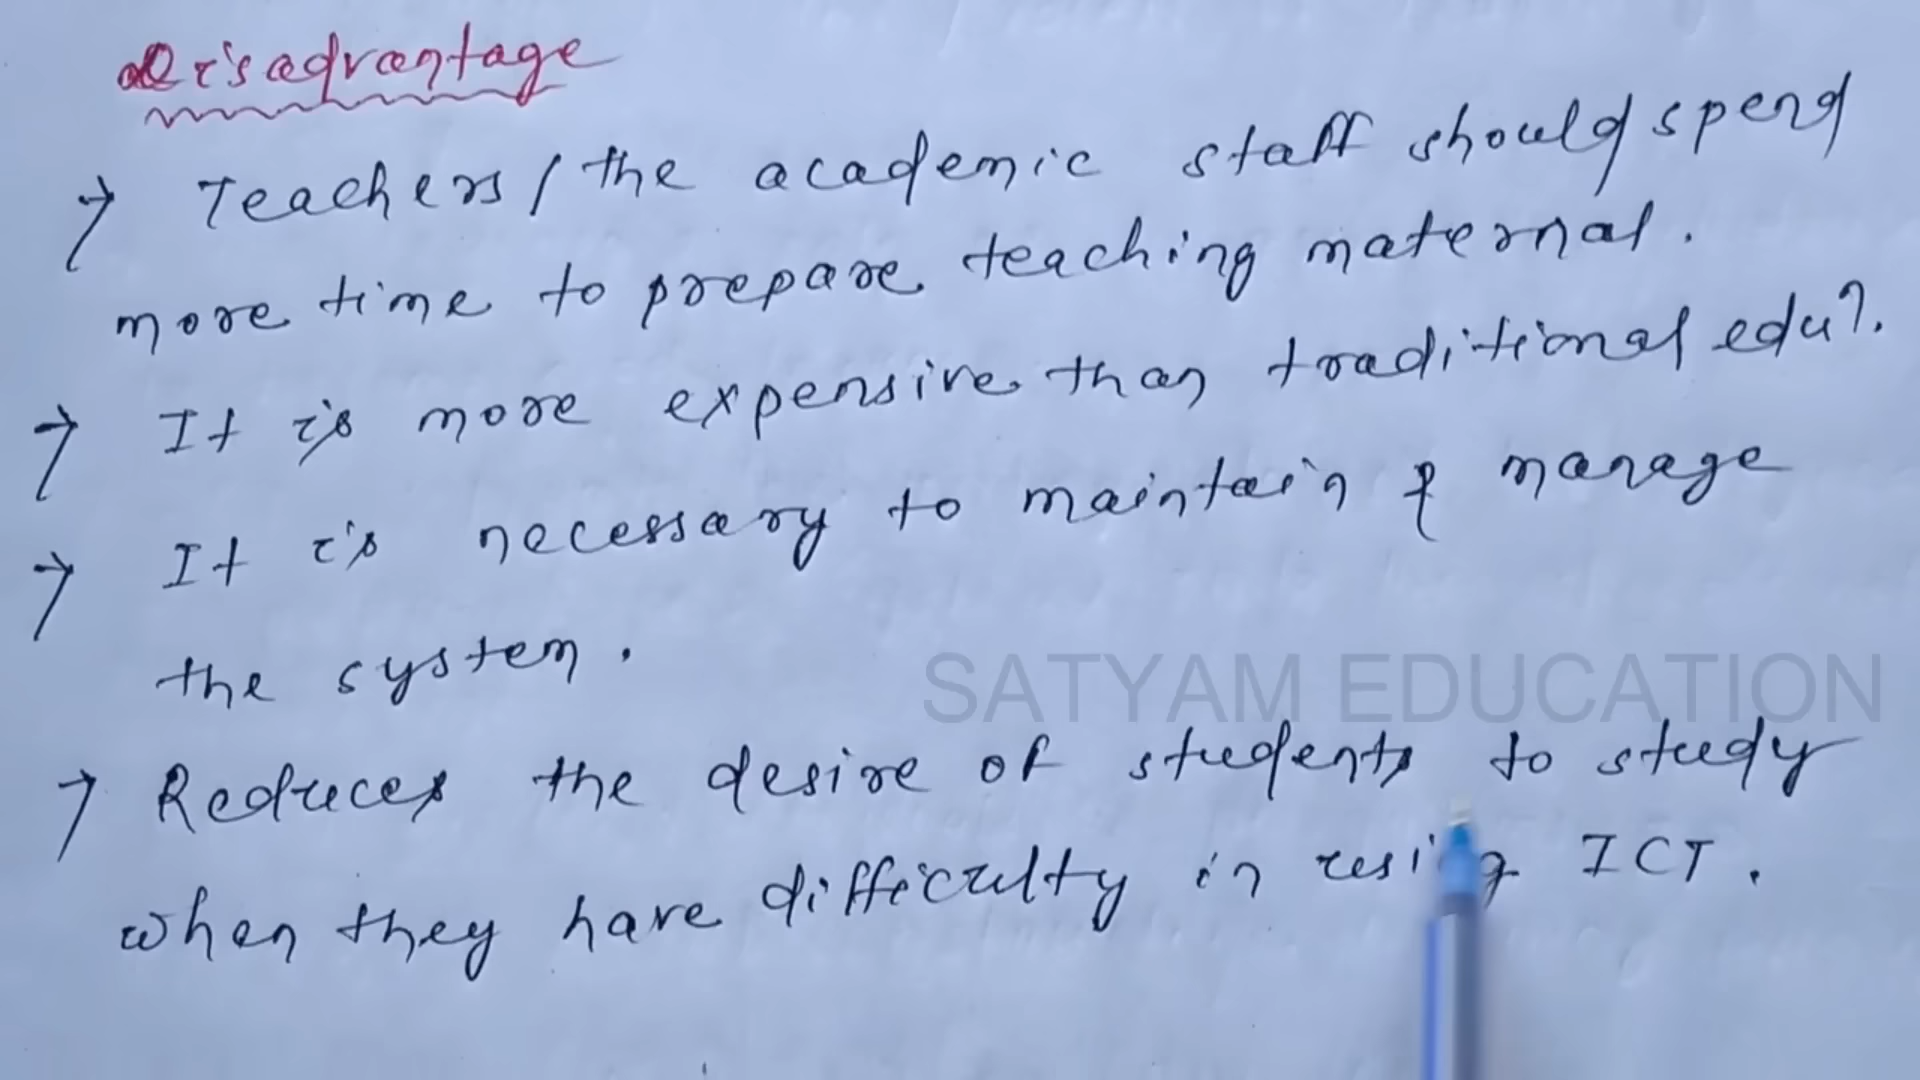 Disadvantage
→ Teachers / the academic staff should spend
more time to prepare teaching maternal.
→ It is more expensive than traditional eduⁿ.
→ It is necessary to maintain & manage
the system.
SATYAM EDUCATION
→ Reduces the desire of students to study
when they have difficulty in using ICT.